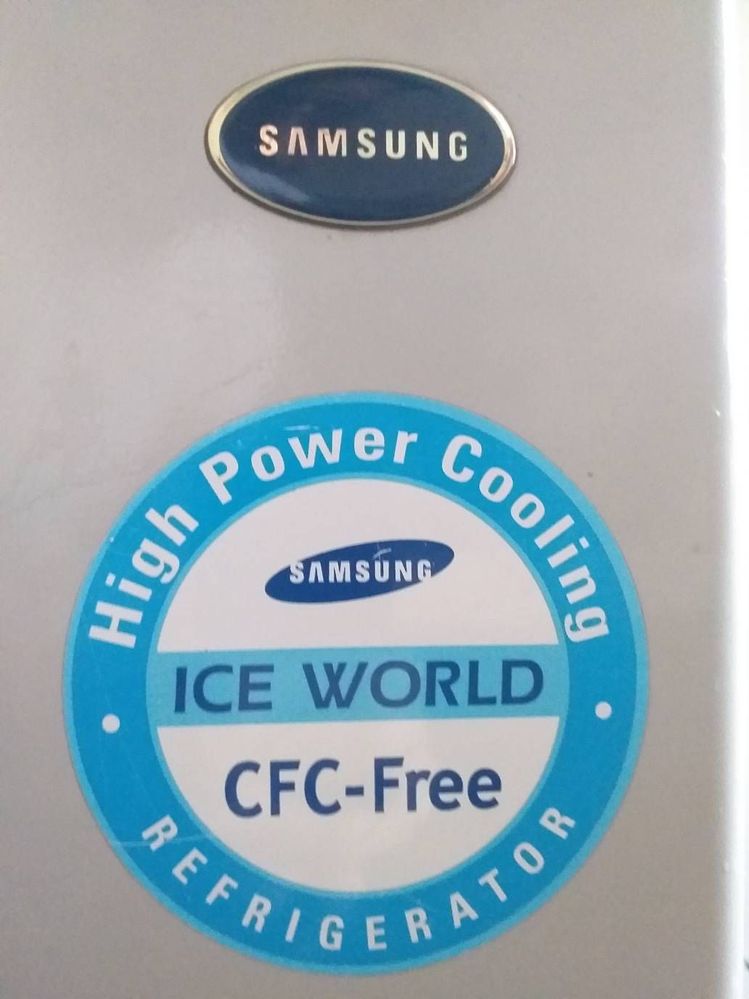 SAMSUNG
High Power Cooling
SAMSUNG
ICE WORLD
CFC-Free
REFRIGERATOR